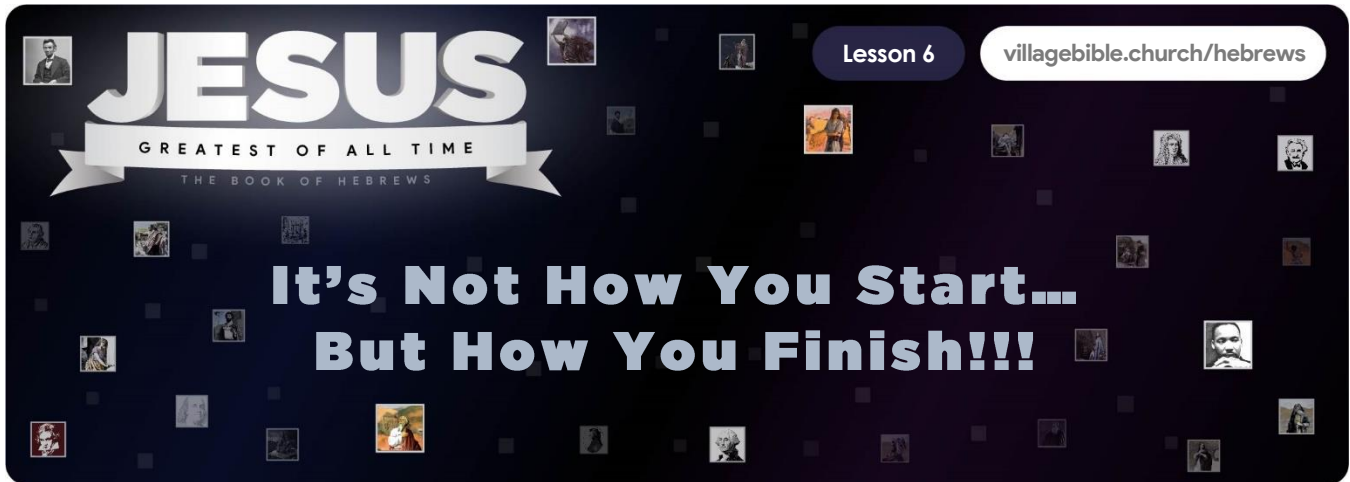 JESUS
GREATEST OF ALL TIME
THE BOOK OF HEBREWS
Lesson 6
villagebible.church/hebrews
It's Not How You Start...
But How You Finish!!!